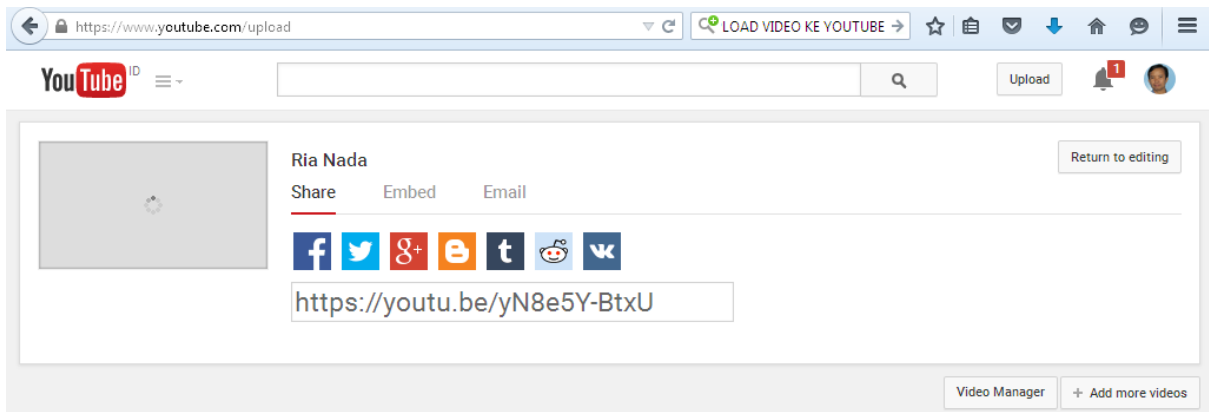 https://www.youtube.com/upload LOAD VIDEO KE YOUTUBE
YouTube ID Upload 1
Ria Nada Return to editing
Share Embed Email
https://youtu.be/yN8e5Y-BtxU
Video Manager + Add more videos